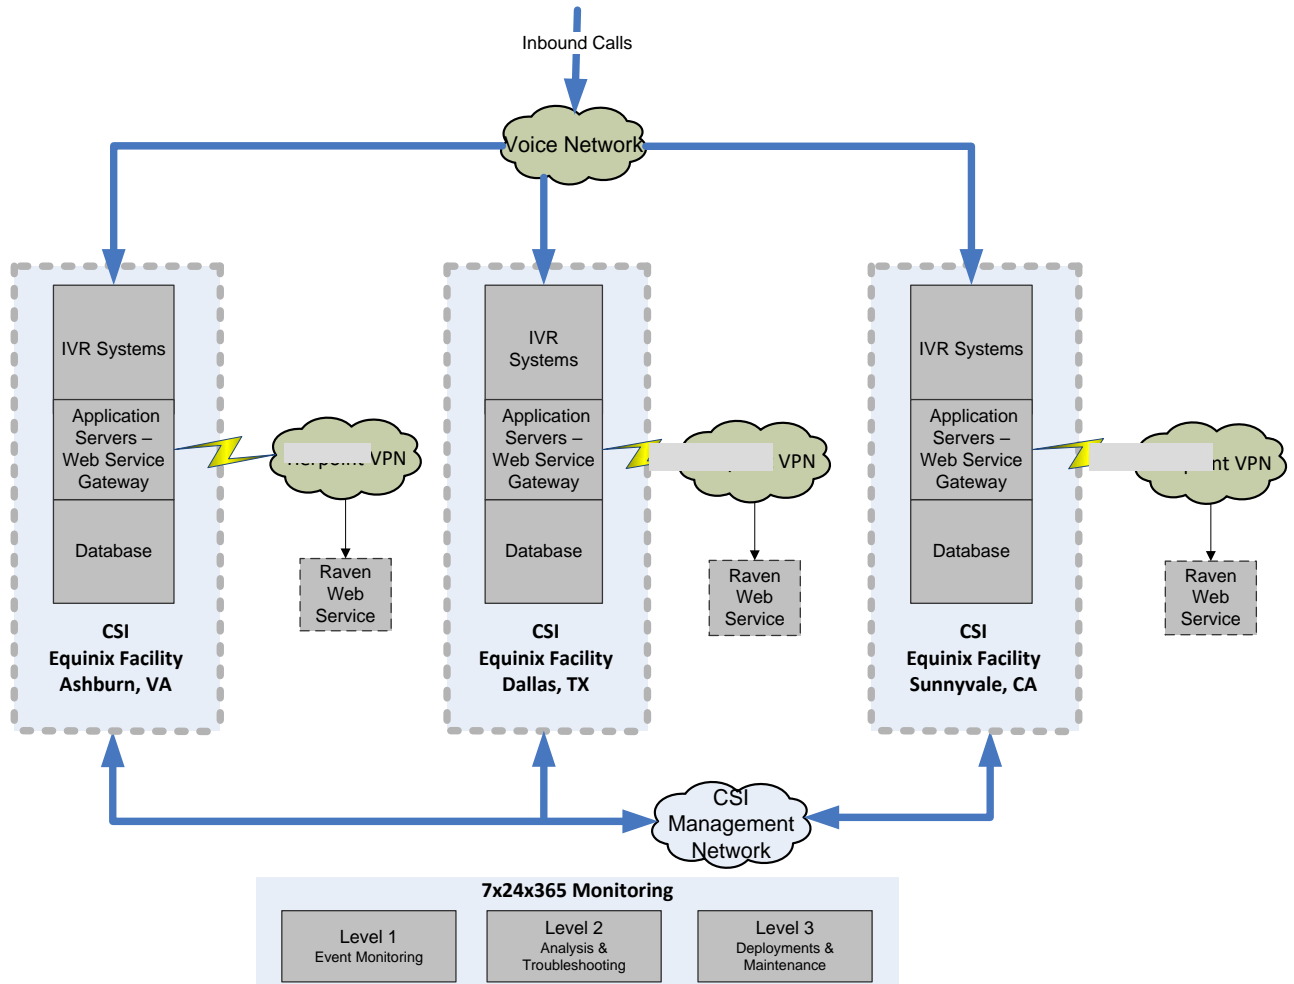 Inbound Calls
Voice Network
IVR Systems
Application
Servers –
Web Service
Gateway
Database
CSI
Equinix Facility
Ashburn, VA
VPN
Raven
Web
Service
IVR
Systems
Application
Servers –
Web Service
Gateway
Database
CSI
Equinix Facility
Dallas, TX
VPN
Raven
Web
Service
IVR Systems
Application
Servers –
Web Service
Gateway
Database
CSI
Equinix Facility
Sunnyvale, CA
VPN
Raven
Web
Service
CSI
Management
Network
7x24x365 Monitoring
Level 1
Event Monitoring
Level 2
Analysis &
Troubleshooting
Level 3
Deployments &
Maintenance